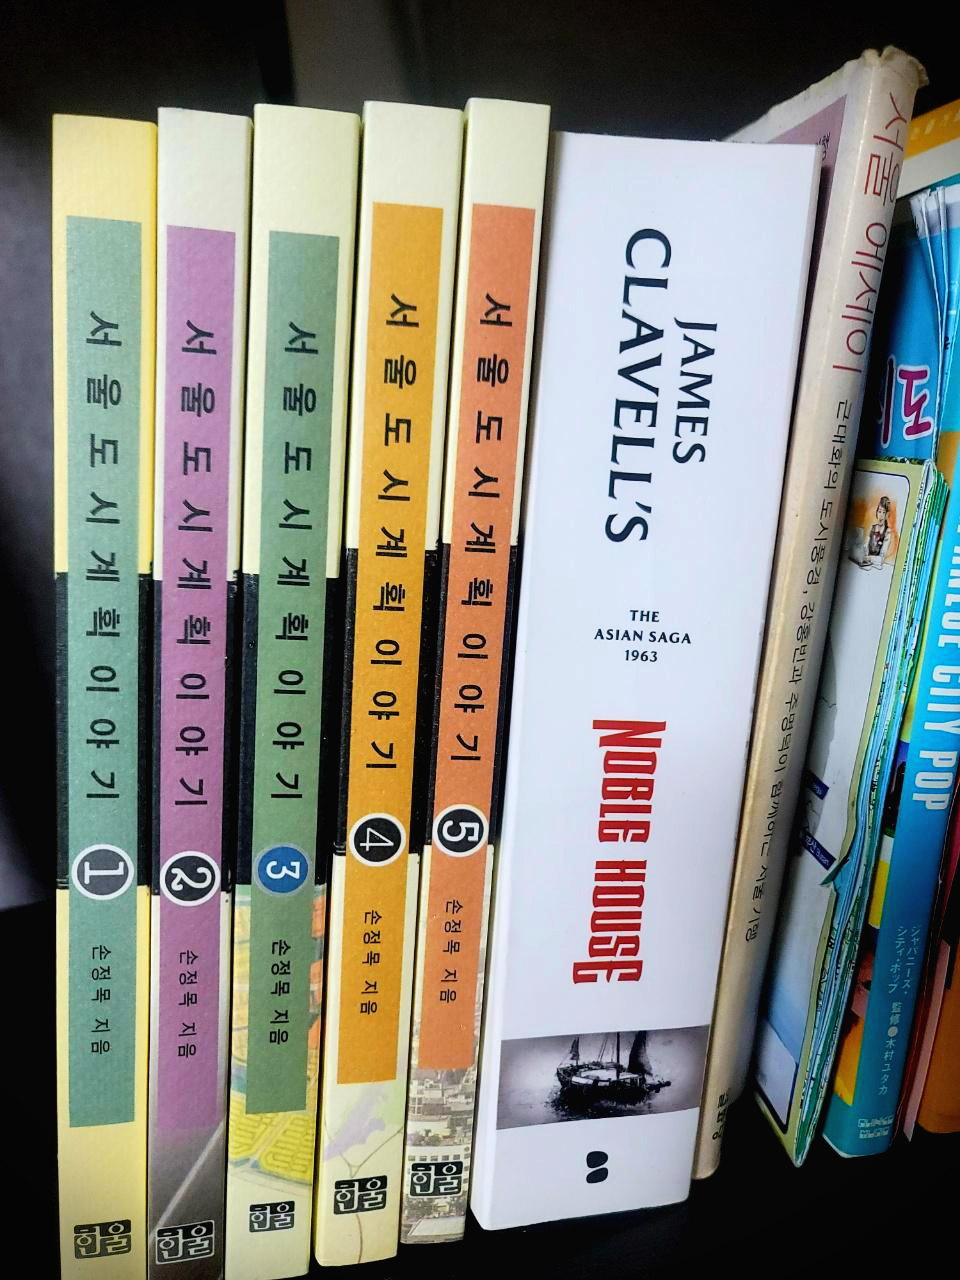 서울도시계획이야기
1
손정목 지음
한울
서울도시계획이야기
2
손정목 지음
한울
서울도시계획이야기
3
손정목 지음
한울
서울도시계획이야기
4
손정목 지음
한울
서울도시계획이야기
5
손정목 지음
한울
JAMES
CLAVELL'S
THE
ASIAN SAGA
1963
NOBLE HOUSE
서울 에세이
근대화의 도시풍경, 강홍빈과 주명덕이 함께하는 서울 기행
열화당
도
CITY POP
ジャパニーズ・
シティ・ポップ
監修●木村ユタカ